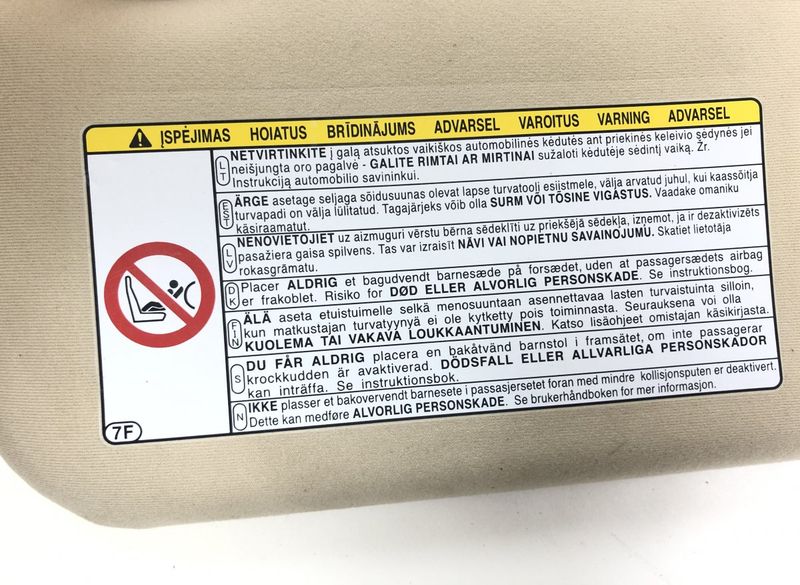 ĮSPĖJIMAS HOIATUS BRĪDINĀJUMS ADVARSEL VAROITUS VARNING ADVARSEL
LT NETVIRTINKITE į galą atsuktos vaikiškos automobilinės kėdutės ant priekinės keleivio sėdynės jei
neišjungta oro pagalvė - GALITE RIMTAI AR MIRTINAI sužaloti kėdutėje sėdintį vaiką. Žr.
Instrukciją automobilio savininkui.
EST ÄRGE asetage seljaga sõidusuunas olevat lapse turvatooli esiistmele, välja arvatud juhul, kui kaassõitja
turvapadi on välja lülitatud. Tagajärjeks võib olla SURM VÕI TÕSINE VIGASTUS. Vaadake omaniku
käsiraamatut.
LV NENOVIETOJIET uz aizmuguri vērstu bērna sēdeklīti uz priekšējā sēdekļa, izņemot, ja ir dezaktivizēts
pasažiera gaisa spilvens. Tas var izraisīt NĀVI VAI NOPIETNU SAVAINOJUMU. Skatiet lietotāja
rokasgrāmatu.
DK Placer ALDRIG et bagudvendt barnesæde på forsædet, uden at passagersædets airbag
er frakoblet. Risiko for DØD ELLER ALVORLIG PERSONSKADE. Se instruktionsbog.
FIN ÄLÄ aseta etuistuimelle selkä menosuuntaan asennettavaa lasten turvaistuinta silloin,
kun matkustajan turvatyynyä ei ole kytketty pois toiminnasta. Seurauksena voi olla
KUOLEMA TAI VAKAVA LOUKKAANTUMINEN. Katso lisäohjeet omistajan käsikirjasta.
S DU FÅR ALDRIG placera en bakåtvänd barnstol i framsätet, om inte passagerar
krockkudden är avaktiverad. DÖDSFALL ELLER ALLVARLIGA PERSONSKADOR
kan inträffa. Se instruktionsbok.
N IKKE plasser et bakovervendt barnesete i passasjersetet foran med mindre kollisjonsputen er deaktivert.
Dette kan medføre ALVORLIG PERSONSKADE. Se brukerhåndboken for mer informasjon.
7F